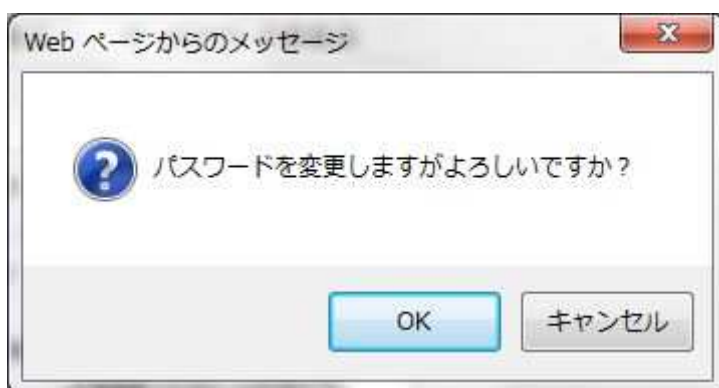 Web ページからのメッセージ
パスワードを変更しますがよろしいですか？
OK
キャンセル